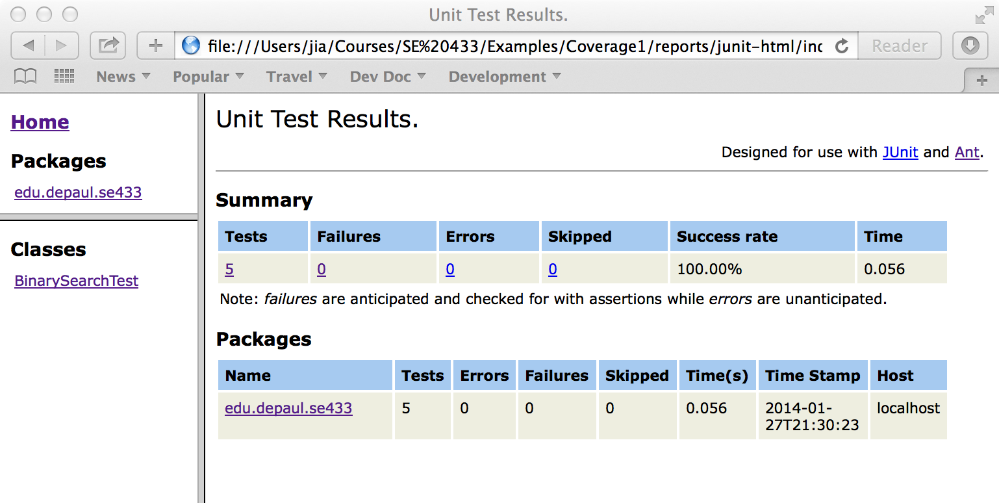 Unit Test Results.
file:///Users/jia/Courses/SE%20433/Examples/Coverage1/reports/junit-html/inc
Reader
News Popular Travel Dev Doc Development
Home
Packages
edu.depaul.se433
Classes
BinarySearchTest
Unit Test Results.
Designed for use with JUnit and Ant.
Summary
Tests Failures Errors Skipped Success rate Time
5 0 0 0 100.00% 0.056
Note: failures are anticipated and checked for with assertions while errors are unanticipated.
Packages
Name Tests Errors Failures Skipped Time(s) Time Stamp Host
edu.depaul.se433 5 0 0 0 0.056 2014-01- localhost
27T21:30:23